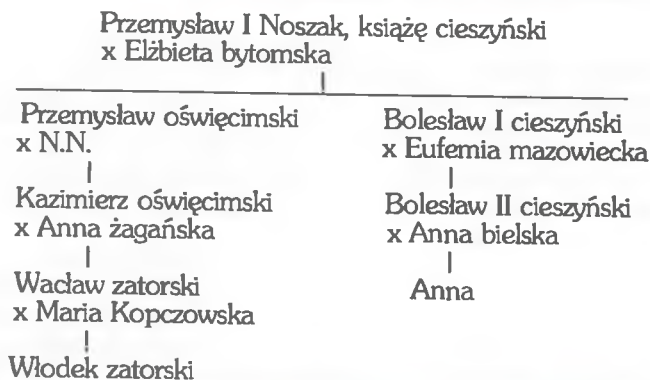 Przemysław I Noszak, książę cieszyński
x Elżbieta bytomska
Przemysław oświęcimski
x N.N.
Kazimierz oświęcimski
x Anna żagańska
Wacław zatorski
x Maria Kopczowska
Włodek zatorski
Bolesław I cieszyński
x Eufemia mazowiecka
Bolesław II cieszyński
x Anna bielska
Anna